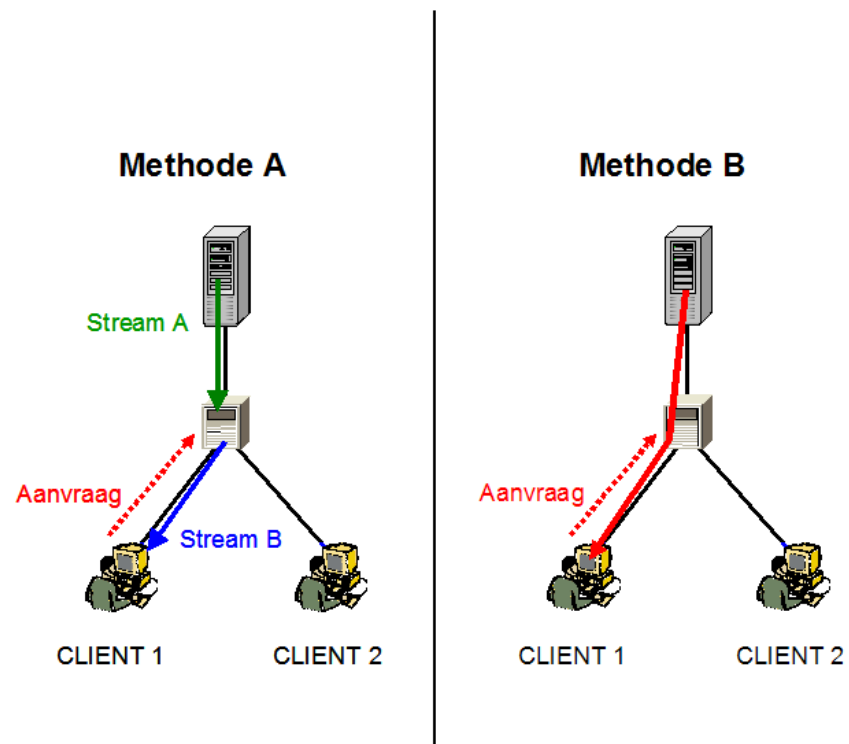 Methode A
Stream A
Aanvraag
Stream B
CLIENT 1
CLIENT 2
Methode B
Aanvraag
CLIENT 1
CLIENT 2